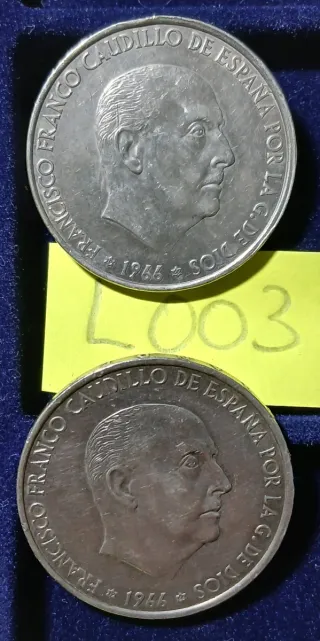 FRANCISCO FRANCO CAUDILLO DE ESPAÑA POR LA G. DE DIOS
* 1966 *
L003
FRANCISCO FRANCO CAUDILLO DE ESPAÑA POR LA G. DE DIOS
* 1966 *